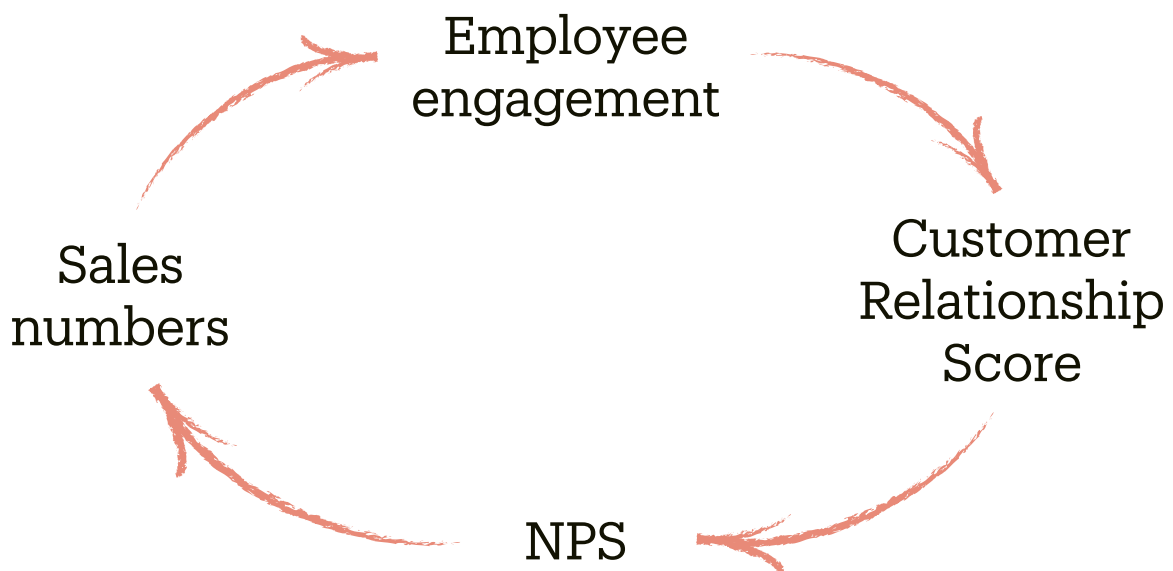 Employee
engagement
Customer
Relationship
Score
NPS
Sales
numbers